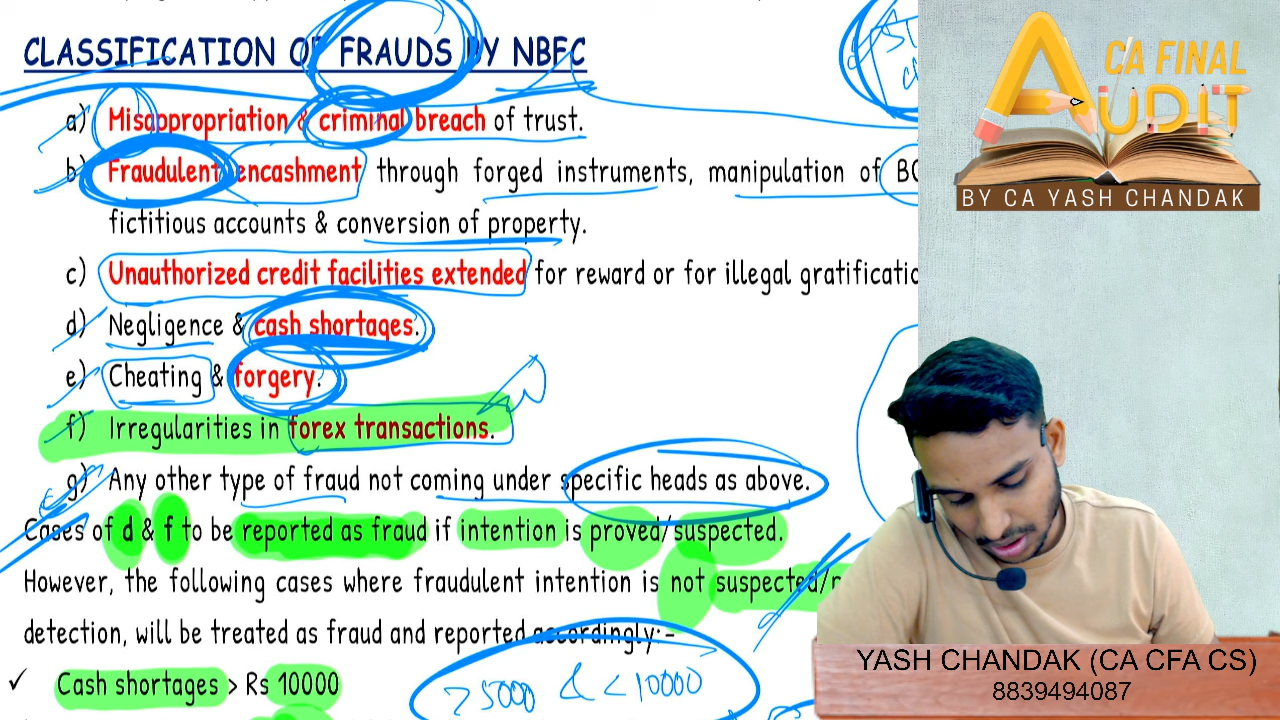 CLASSIFICATION OF FRAUDS BY NBFC
a) Misappropriation & criminal breach of trust.
b) Fraudulent encashment through forged instruments, manipulation of
fictitious accounts & conversion of property.
c) Unauthorized credit facilities extended for reward or for illegal
d) Negligence & cash shortages.
e) Cheating & forgery.
f) Irregularities in forex transactions.
g) Any other type of fraud not coming under specific heads as above.
Cases of d & f to be reported as fraud if intention is proved/suspected.
However, the following cases where fraudulent intention is not suspected/
detection, will be treated as fraud and reported accordingly:-
✓ Cash shortages > Rs 10000
>5000 & <10000
CA FINAL
AUDIT
BY CA YASH CHANDAK
YASH CHANDAK (CA CFA CS)
8839494087